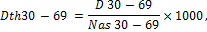 Dth30 − 69 = D 30−69 / Nas 30−69 × 1000,